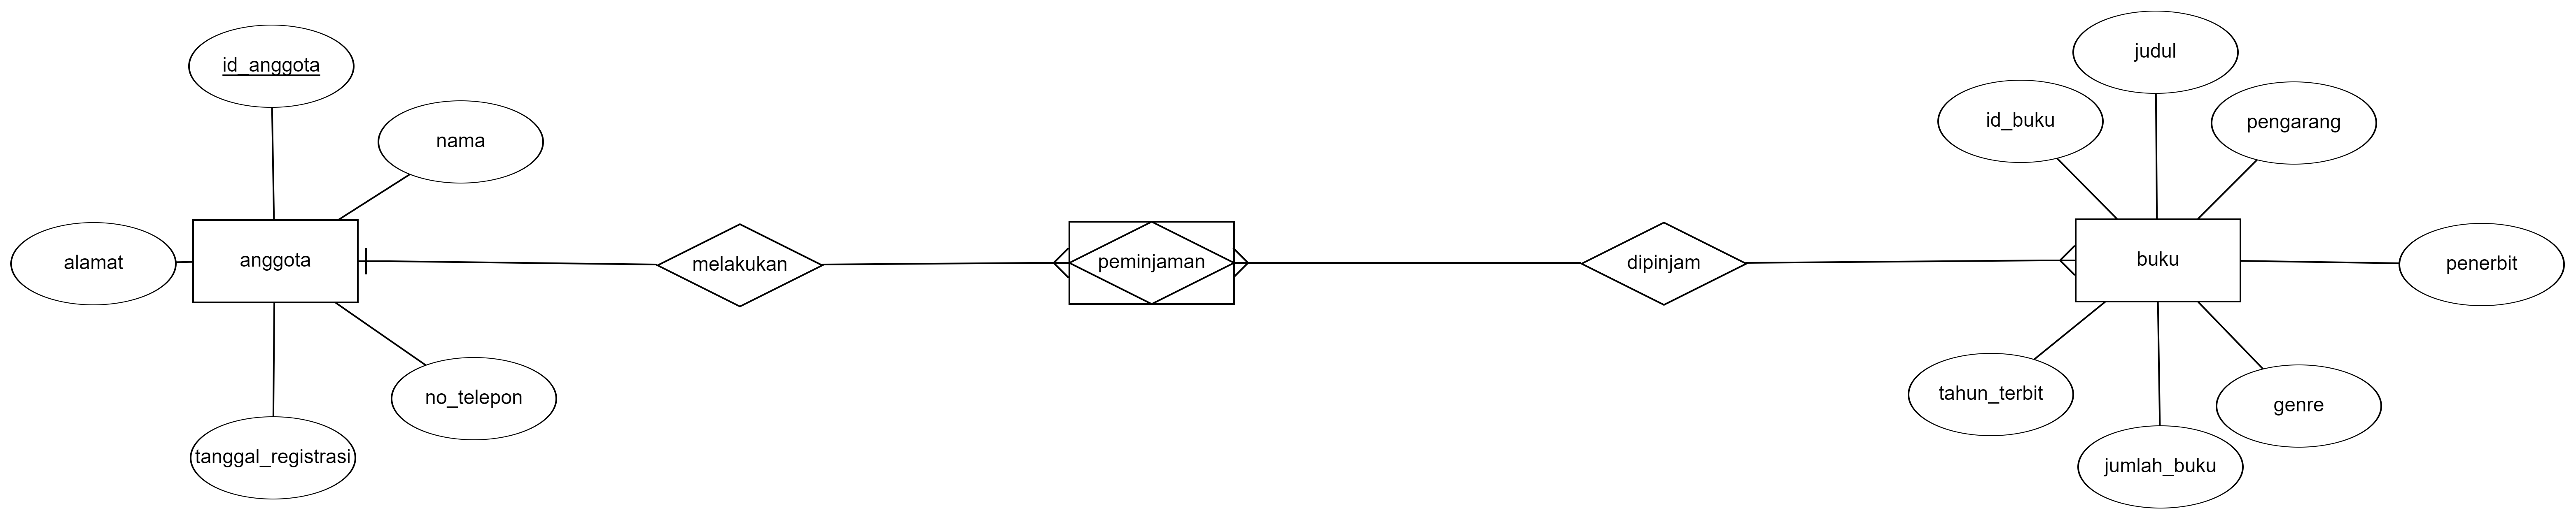 id_anggota
nama
alamat
anggota
no_telepon
tanggal_registrasi
melakukan
peminjaman
dipinjam
judul
id_buku
pengarang
buku
penerbit
tahun_terbit
genre
jumlah_buku